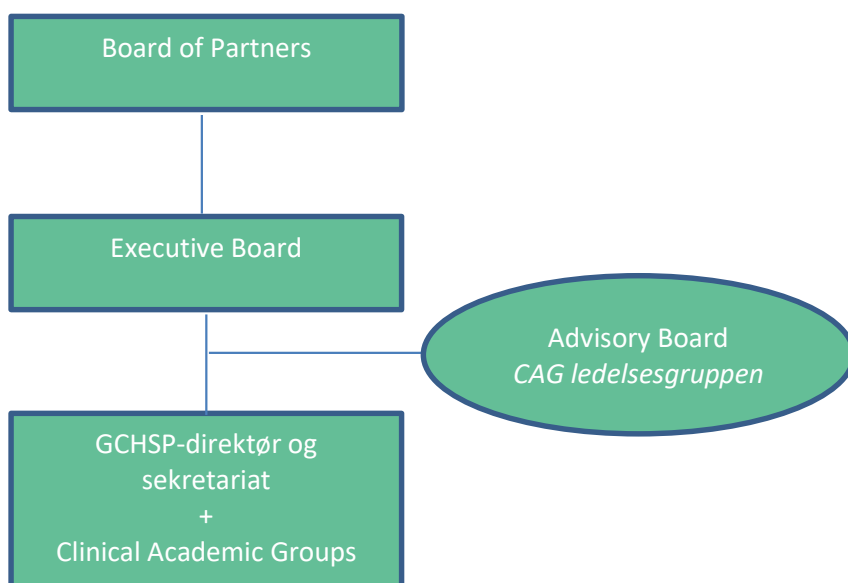 Board of Partners
Executive Board
Advisory Board
CAG ledelsesgruppen
GCHSP-direktør og
sekretariat
+
Clinical Academic Groups